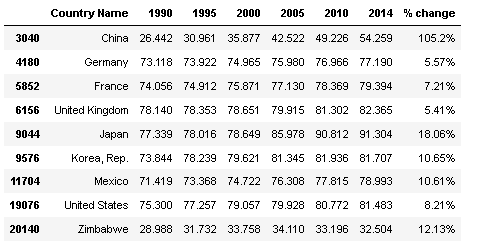 Country Name 1990 1995 2000 2005 2010 2014 % change
3040 China 26.442 30.961 35.877 42.522 49.226 54.259 105.2%
4180 Germany 73.118 73.922 74.965 75.980 76.966 77.190 5.57%
5852 France 74.056 74.912 75.871 77.130 78.369 79.394 7.21%
6156 United Kingdom 78.140 78.353 78.651 79.915 81.302 82.365 5.41%
9044 Japan 77.339 78.016 78.649 85.978 90.812 91.304 18.06%
9576 Korea, Rep. 73.844 78.239 79.621 81.345 81.936 81.707 10.65%
11704 Mexico 71.419 73.368 74.722 76.308 77.815 78.993 10.61%
19076 United States 75.300 77.257 79.057 79.928 80.772 81.483 8.21%
20140 Zimbabwe 28.988 31.732 33.758 34.110 33.196 32.504 12.13%